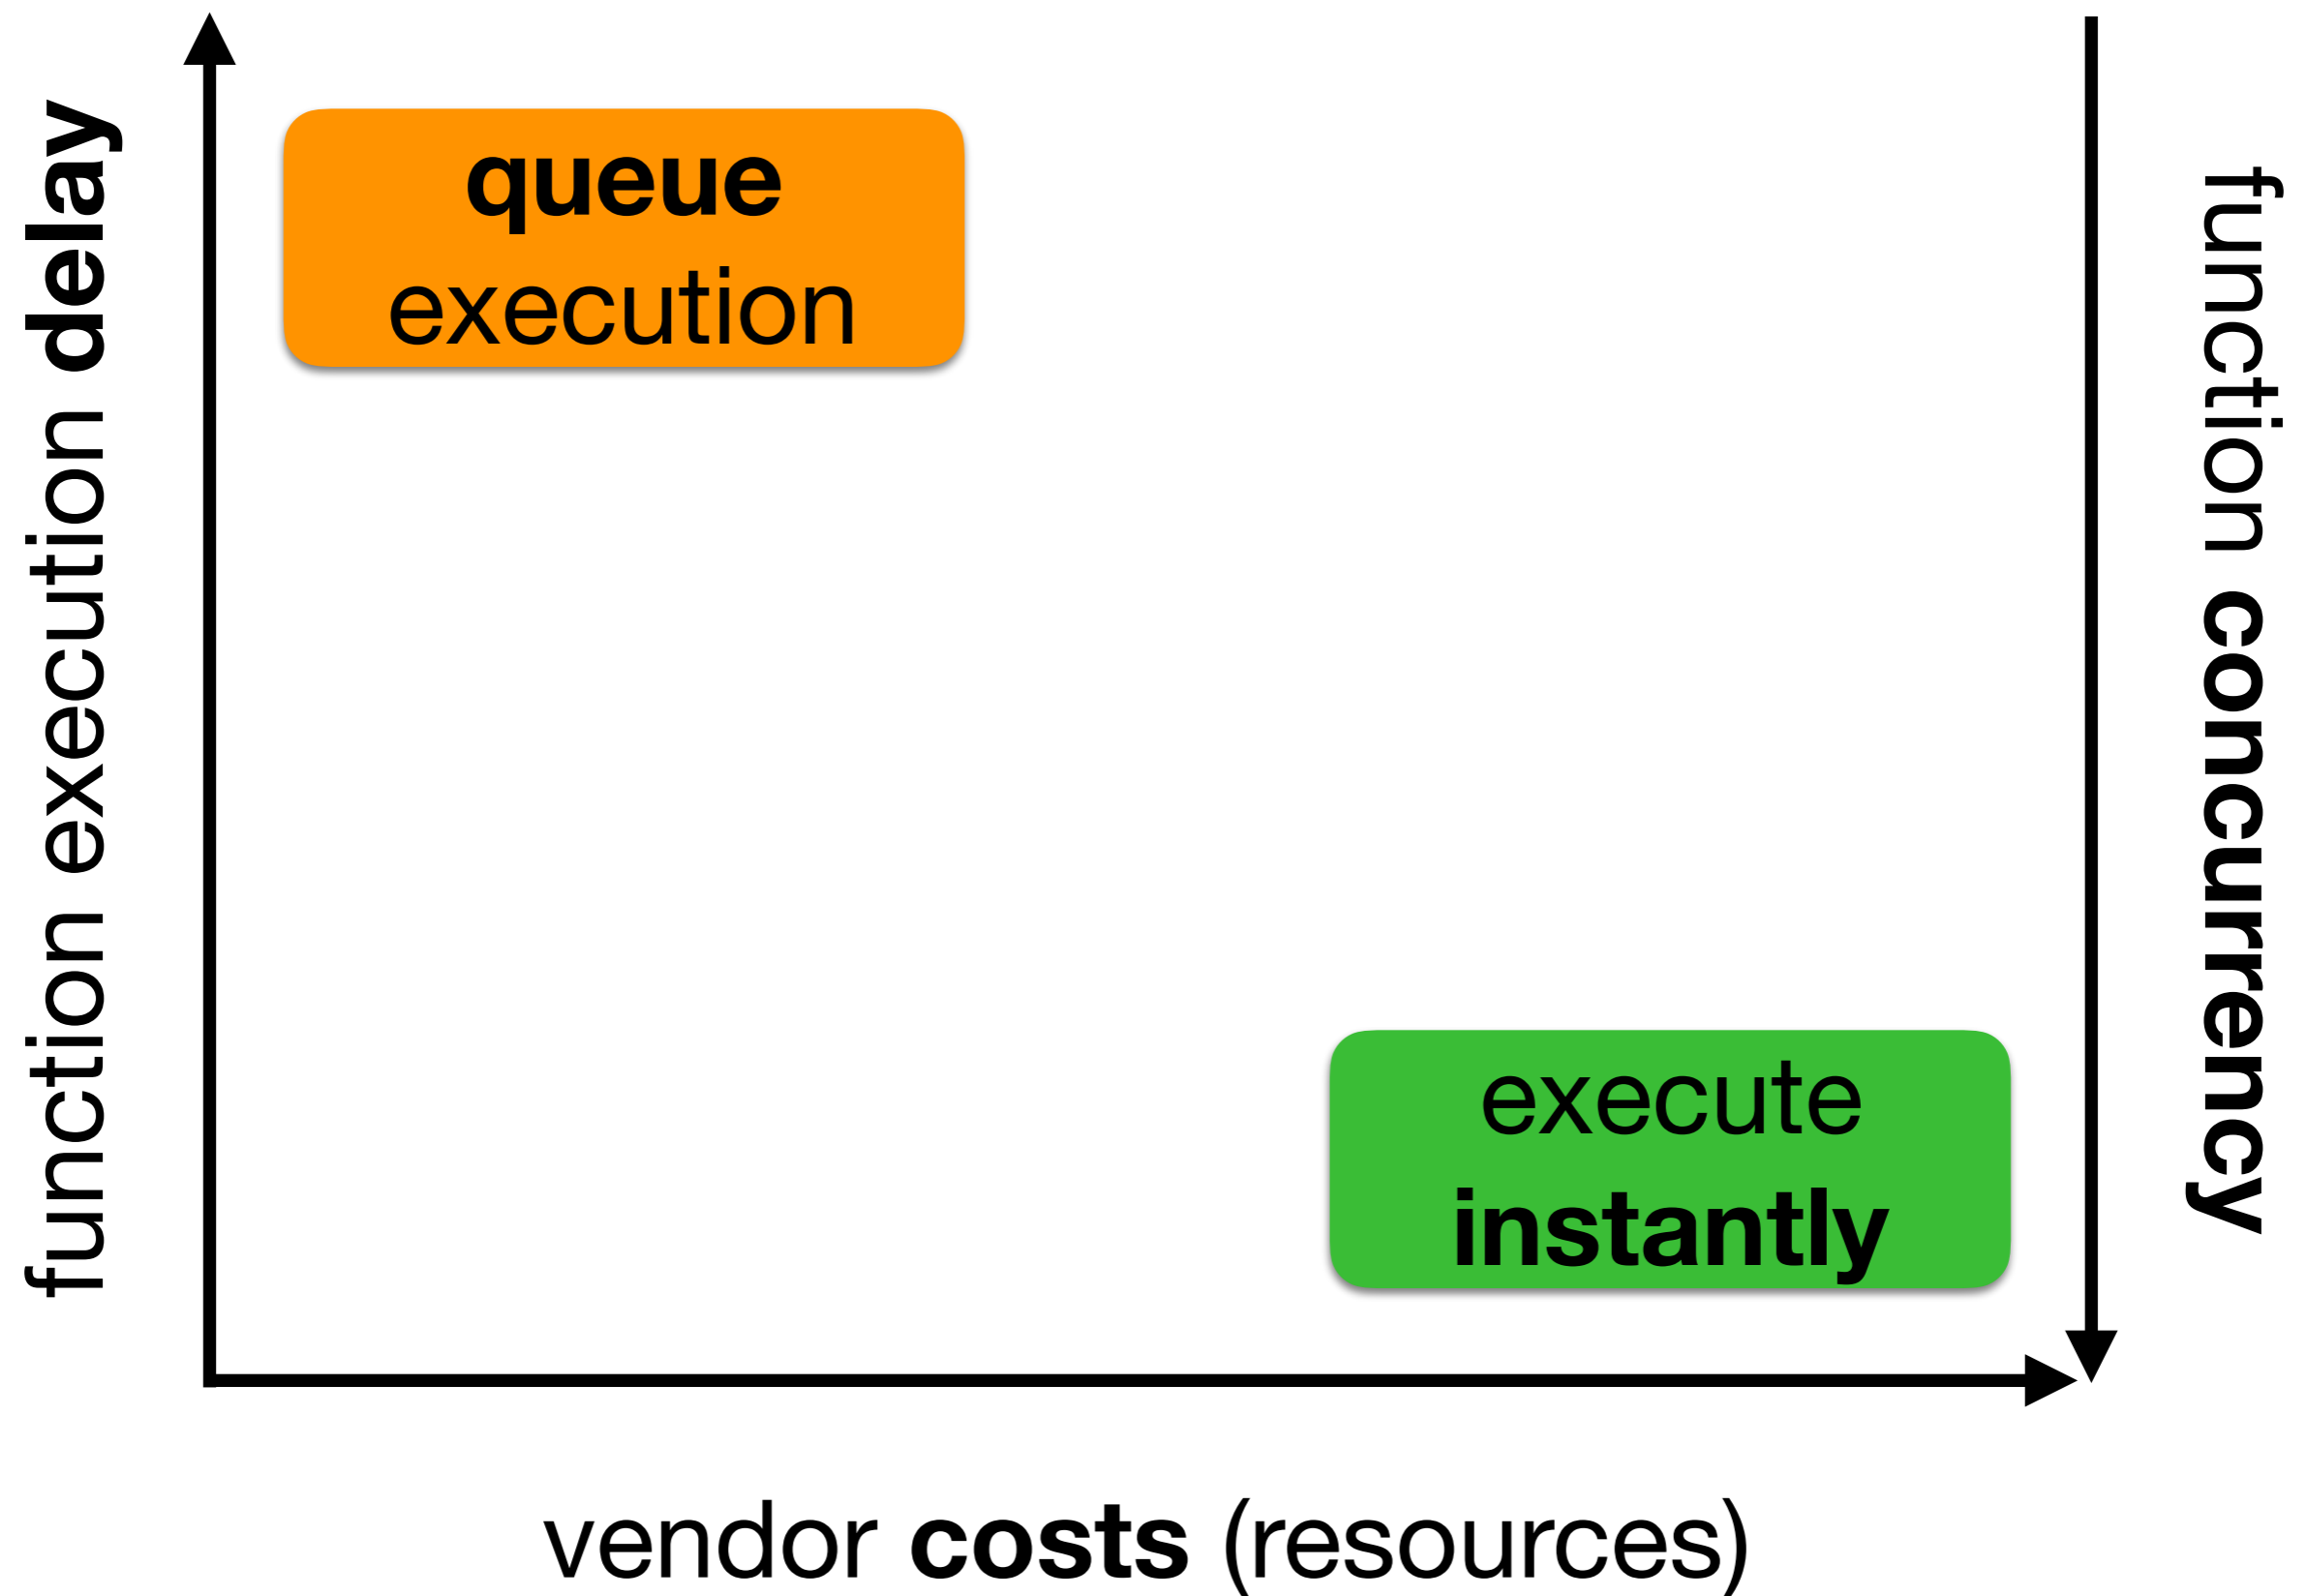 function execution delay
queue
execution
execute
instantly
function concurrency
vendor costs (resources)